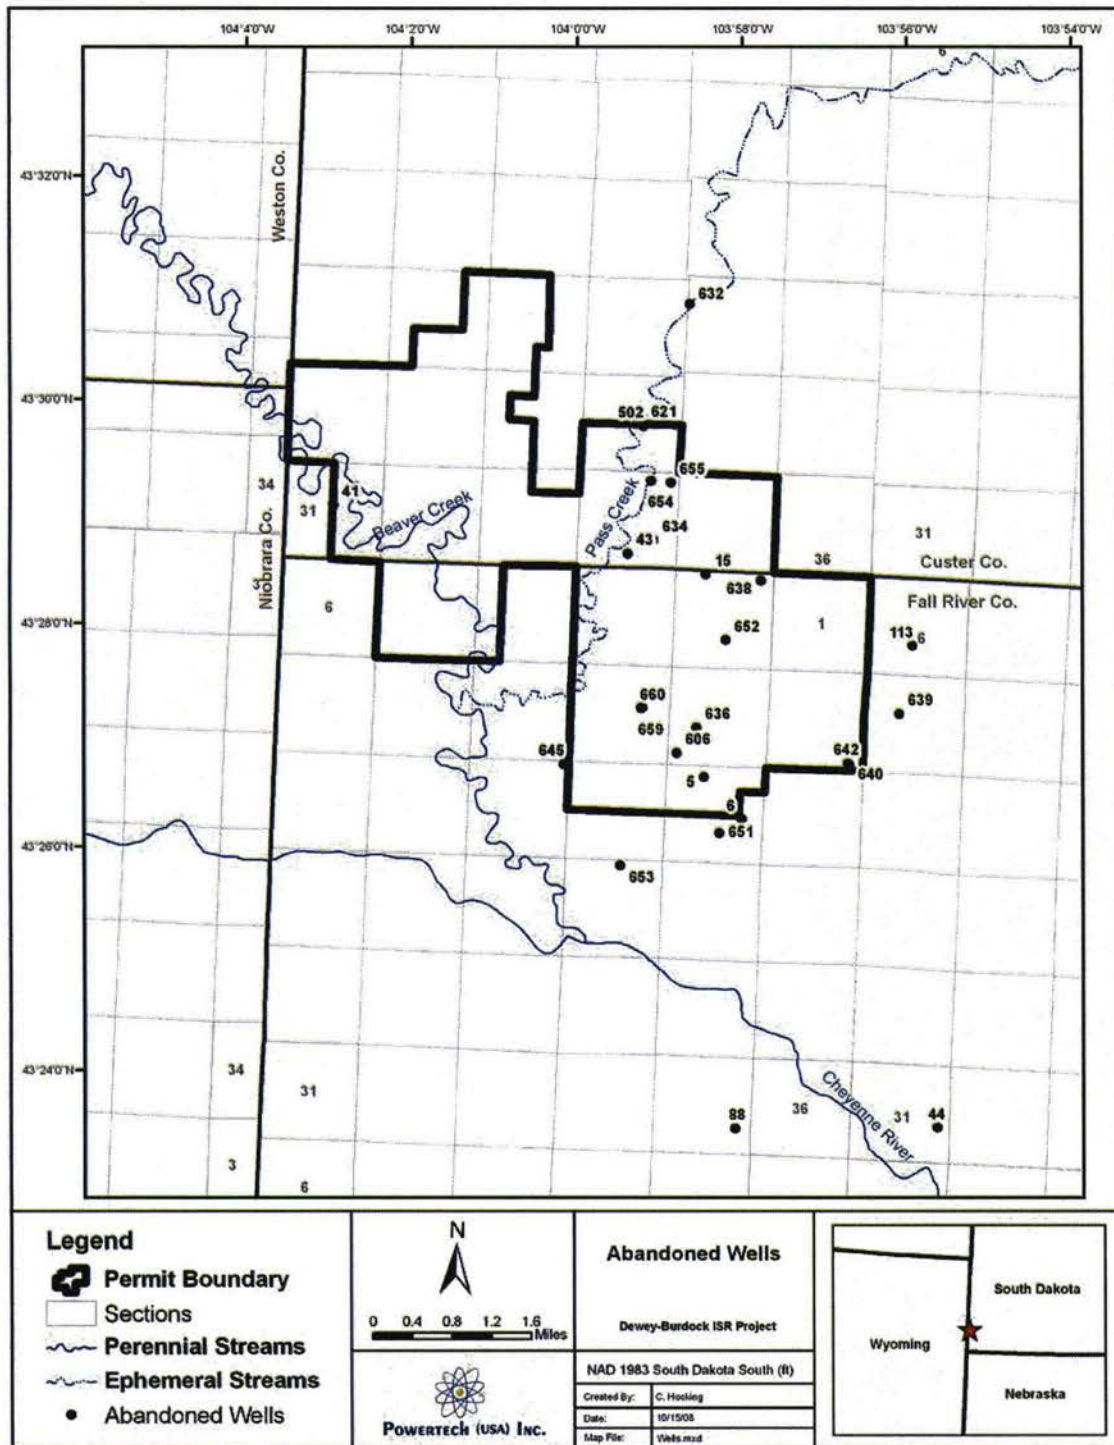 104°4'0"W 104°2'0"W 104°0'0"W 103°58'0"W 103°56'0"W 103°54'0"W
43°32'0"N
Weston Co.
632
43°30'0"N
502 621
655
34
41
654
31
Beaver Creek
Pass Creek
634
31
43
15
36
Custer Co.
Niobrara Co.
638
Fall River Co.
6
43°28'0"N
652
1
113
6
660
639
636
659
606
645
642
640
5
6
651
43°26'0"N
653
43°24'0"N
34
31
Cheyenne River
36
31
44
88
3
6
Legend
Permit Boundary
Sections
Perennial Streams
Ephemeral Streams
Abandoned Wells
N
0 0.4 0.8 1.2 1.6
Miles
POWERTECH (USA) INC.
Abandoned Wells
Dewey-Burdock ISR Project
NAD 1983 South Dakota South (ft)
Created By: C. Hocking
Date: 10/15/08
Map File: Wells.mxd
South Dakota
Wyoming
Nebraska